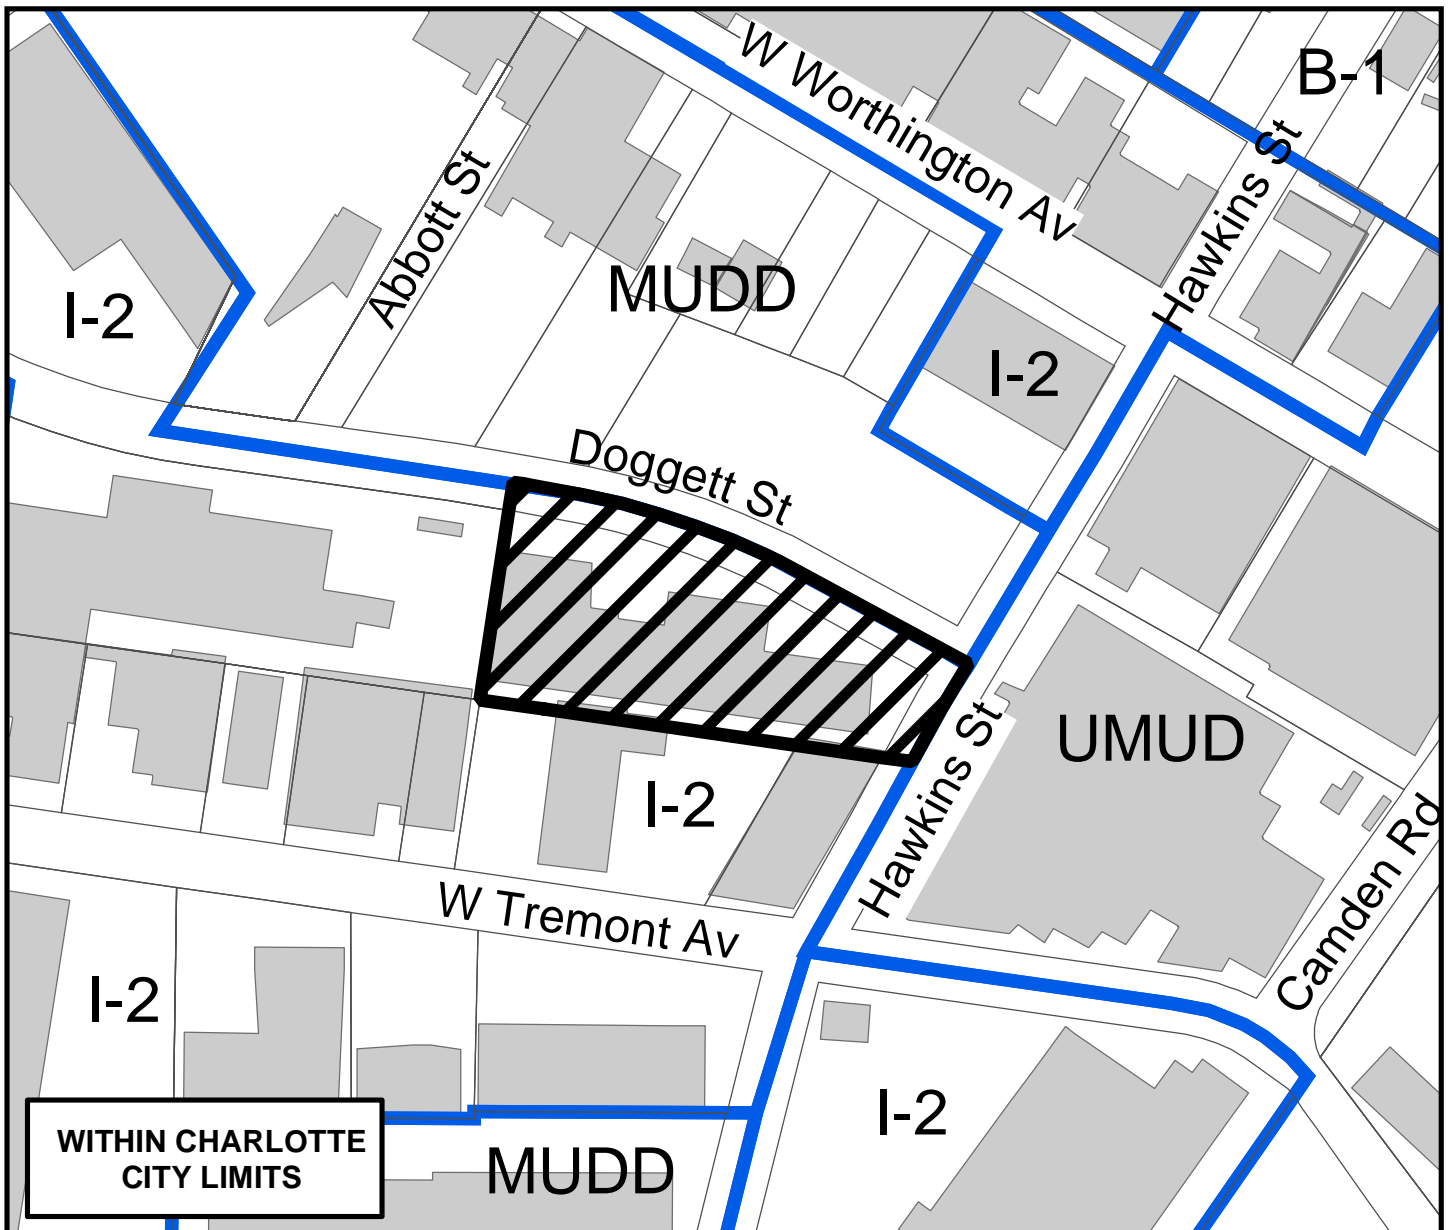 W Worthington Av
B-1
Hawkins St
Abbott St
MUDD
I-2
I-2
Doggett St
UMUD
Hawkins St
I-2
Camden Rd
W Tremont Av
I-2
I-2
MUDD
WITHIN CHARLOTTE
CITY LIMITS